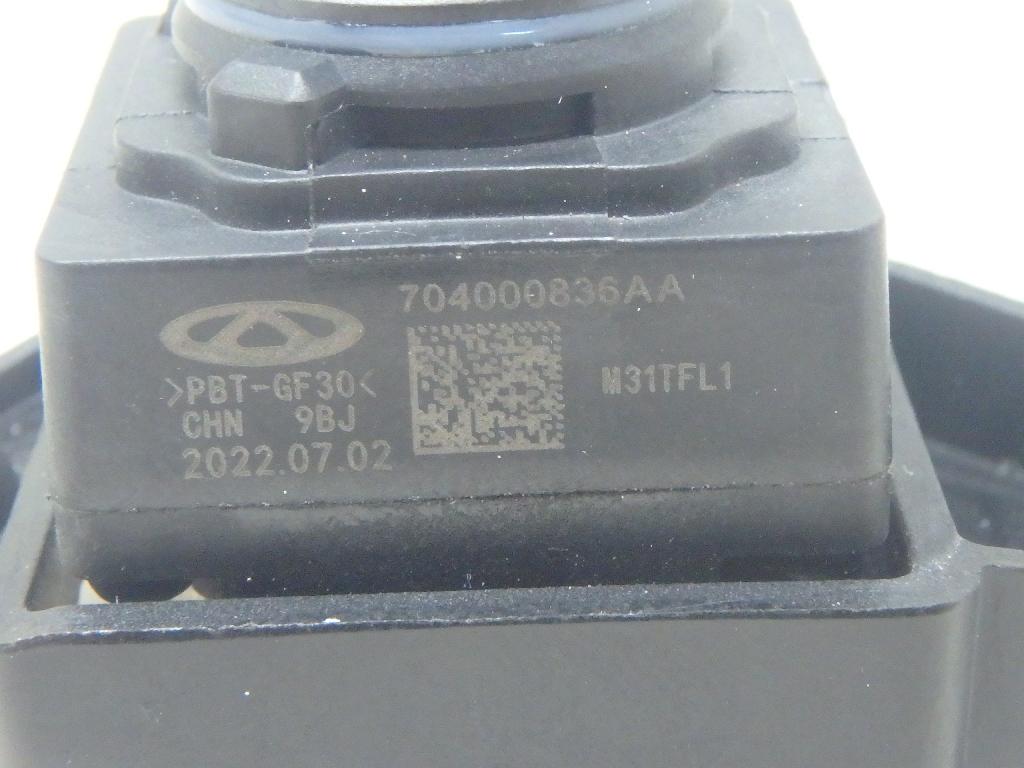 704000836AA
>PBT-GF30<
M31TFL1
CHN 9BJ
2022.07.02